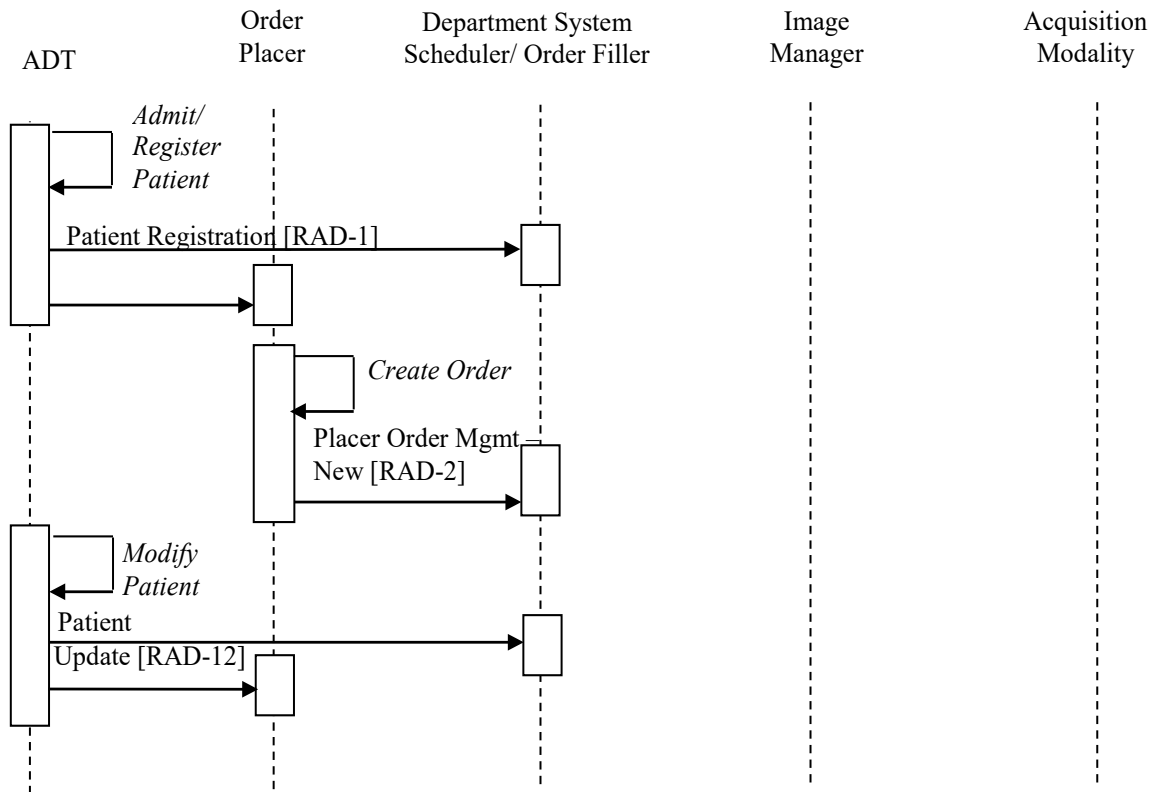 ADT
Order
Placer
Department System
Scheduler/ Order Filler
Image
Manager
Acquisition
Modality
Admit/
Register
Patient
Patient Registration [RAD-1]
Create Order
Placer Order Mgmt –
New [RAD-2]
Modify
Patient
Patient
Update [RAD-12]